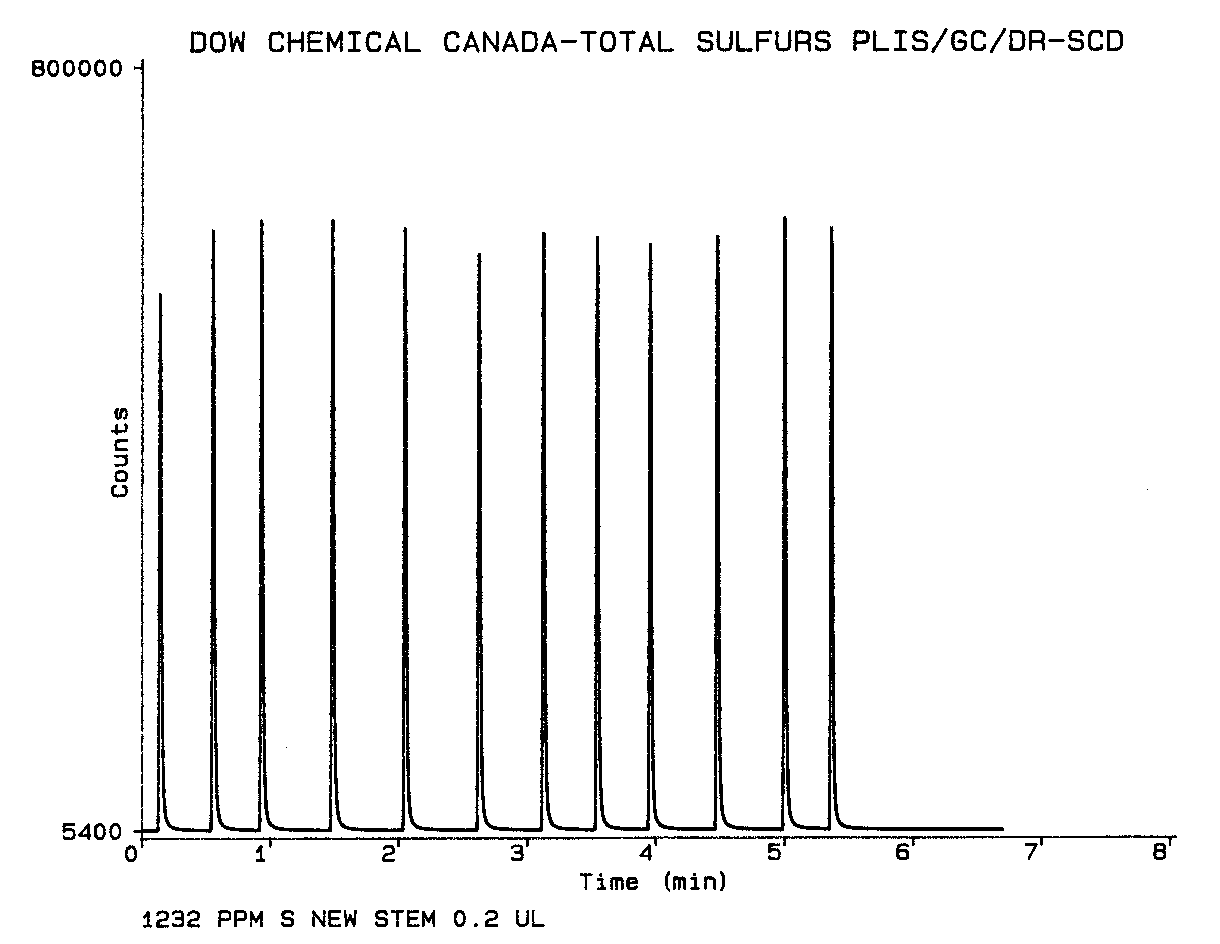 DOW CHEMICAL CANADA-TOTAL SULFURS PLIS/GC/DR-SCD
800000
Counts
5400
0 1 2 3 4 5 6 7 8
Time (min)
1232 PPM S NEW STEM 0.2 UL